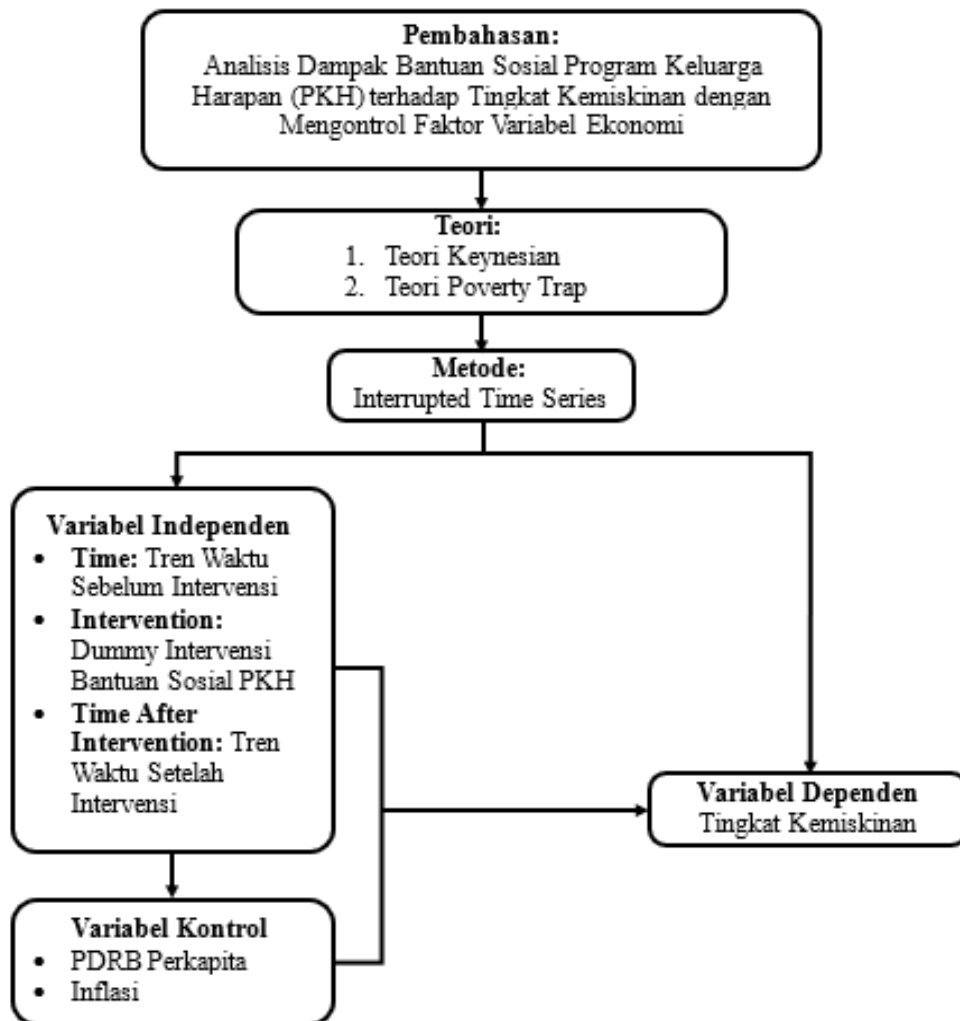 Pembahasan:
Analisis Dampak Bantuan Sosial Program Keluarga
Harapan (PKH) terhadap Tingkat Kemiskinan dengan
Mengontrol Faktor Variabel Ekonomi
Teori:
1. Teori Keynesian
2. Teori Poverty Trap
Metode:
Interrupted Time Series
Variabel Independen
• Time: Tren Waktu
Sebelum Intervensi
• Intervention:
Dummy Intervensi
Bantuan Sosial PKH
• Time After
Intervention: Tren
Waktu Setelah
Intervensi
Variabel Dependen
Tingkat Kemiskinan
Variabel Kontrol
• PDRB Perkapita
• Inflasi